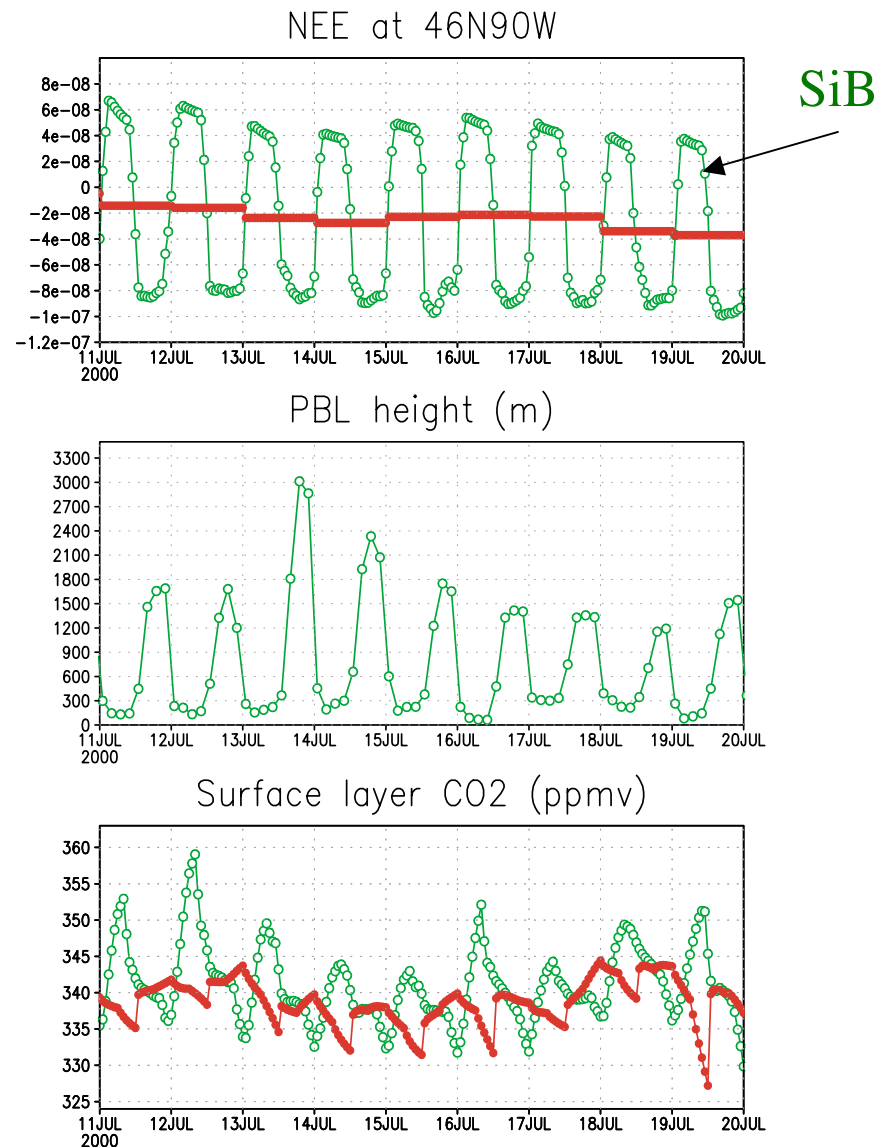 NEE at 46N90W
SiB
8e-08
6e-08
4e-08
2e-08
0
-2e-08
-4e-08
-6e-08
-8e-08
-1e-07
-1.2e-07
11JUL 12JUL 13JUL 14JUL 15JUL 16JUL 17JUL 18JUL 19JUL 20JUL
2000
PBL height (m)
3300
3000
2700
2400
2100
1800
1500
1200
900
600
300
0
11JUL 12JUL 13JUL 14JUL 15JUL 16JUL 17JUL 18JUL 19JUL 20JUL
2000
Surface layer CO2 (ppmv)
360
355
350
345
340
335
330
325
11JUL 12JUL 13JUL 14JUL 15JUL 16JUL 17JUL 18JUL 19JUL 20JUL
2000